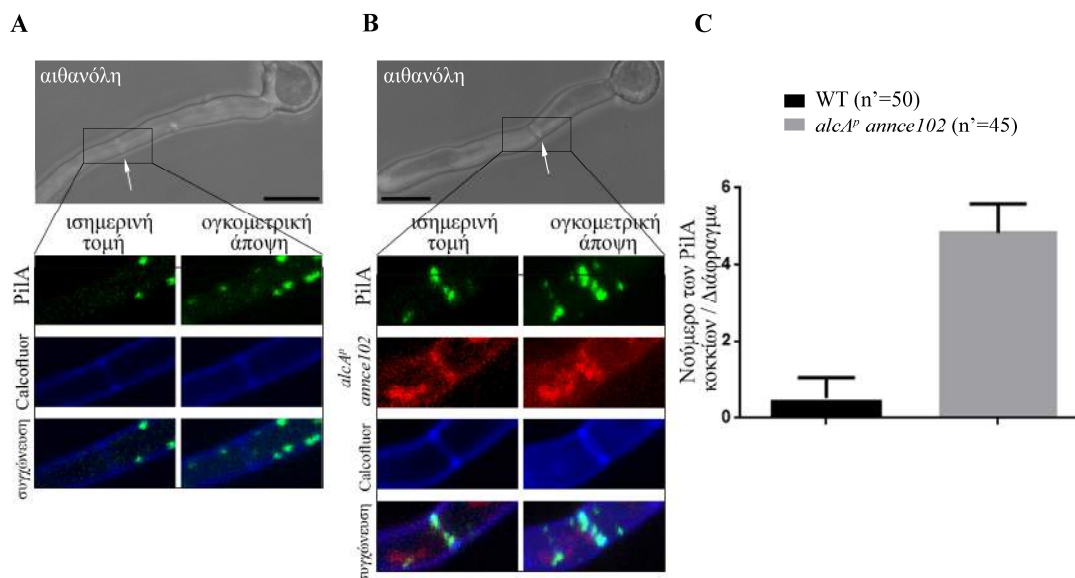 A
B
C
αιθανόλη
αιθανόλη
WT (n’=50)
alcAᵖ annce102 (n’=45)
ισημερινή
τομή
ογκομετρική
άποψη
ισημερινή
τομή
ογκομετρική
άποψη
PilA
Calcofluor
συγχώνευση
PilA
alcAᵖ
annce102
Calcofluor
συγχώνευση
Νούμερο των PilA
κοκκίων / Διάφραγμα
6
4
2
0